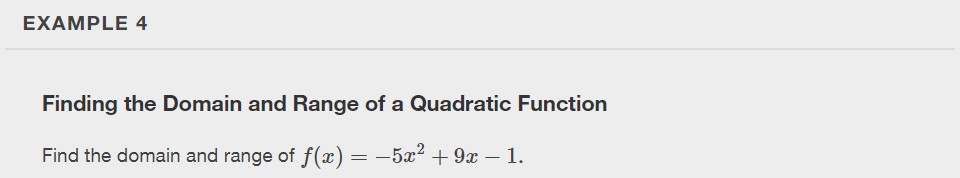 EXAMPLE 4
Finding the Domain and Range of a Quadratic Function
Find the domain and range of f(x) = −5x² + 9x − 1.